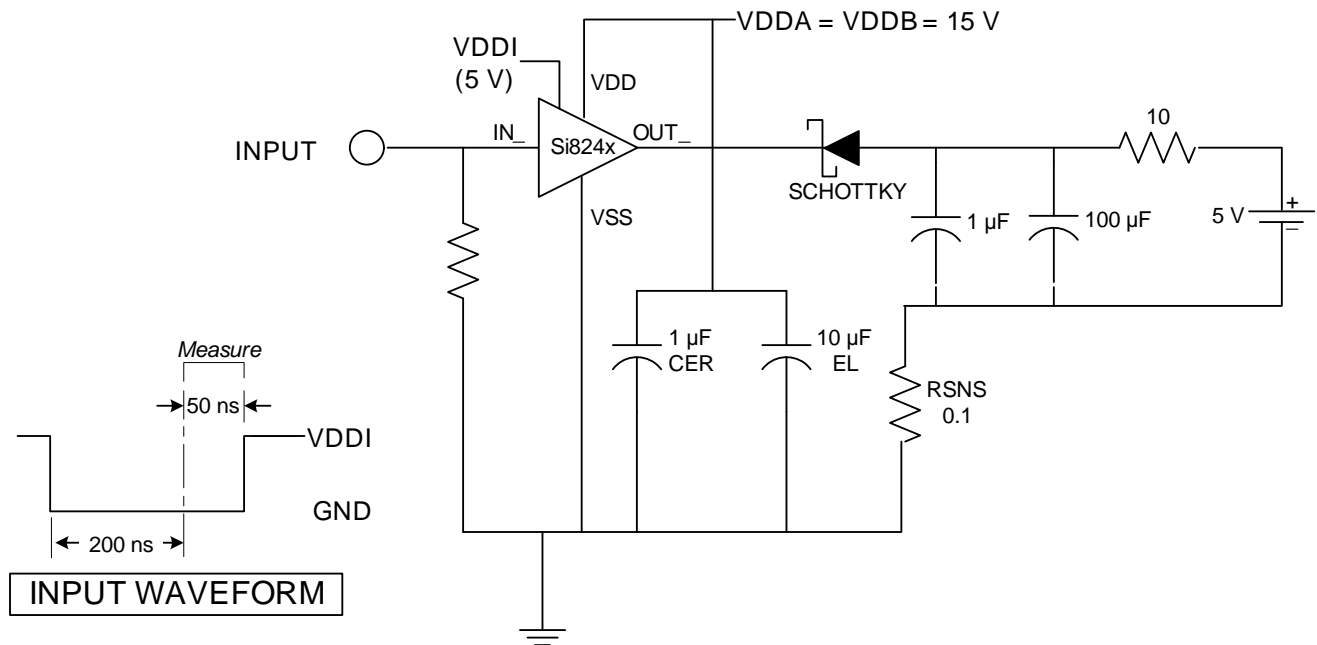 VDDA = VDDB = 15 V
VDDI
(5 V)
VDD
10
INPUT
IN_
Si824x
OUT_
SCHOTTKY
VSS
1 µF
100 µF
5 V
+
_
1 µF
CER
10 µF
EL
RSNS
0.1
Measure
50 ns
VDDI
GND
200 ns
INPUT WAVEFORM